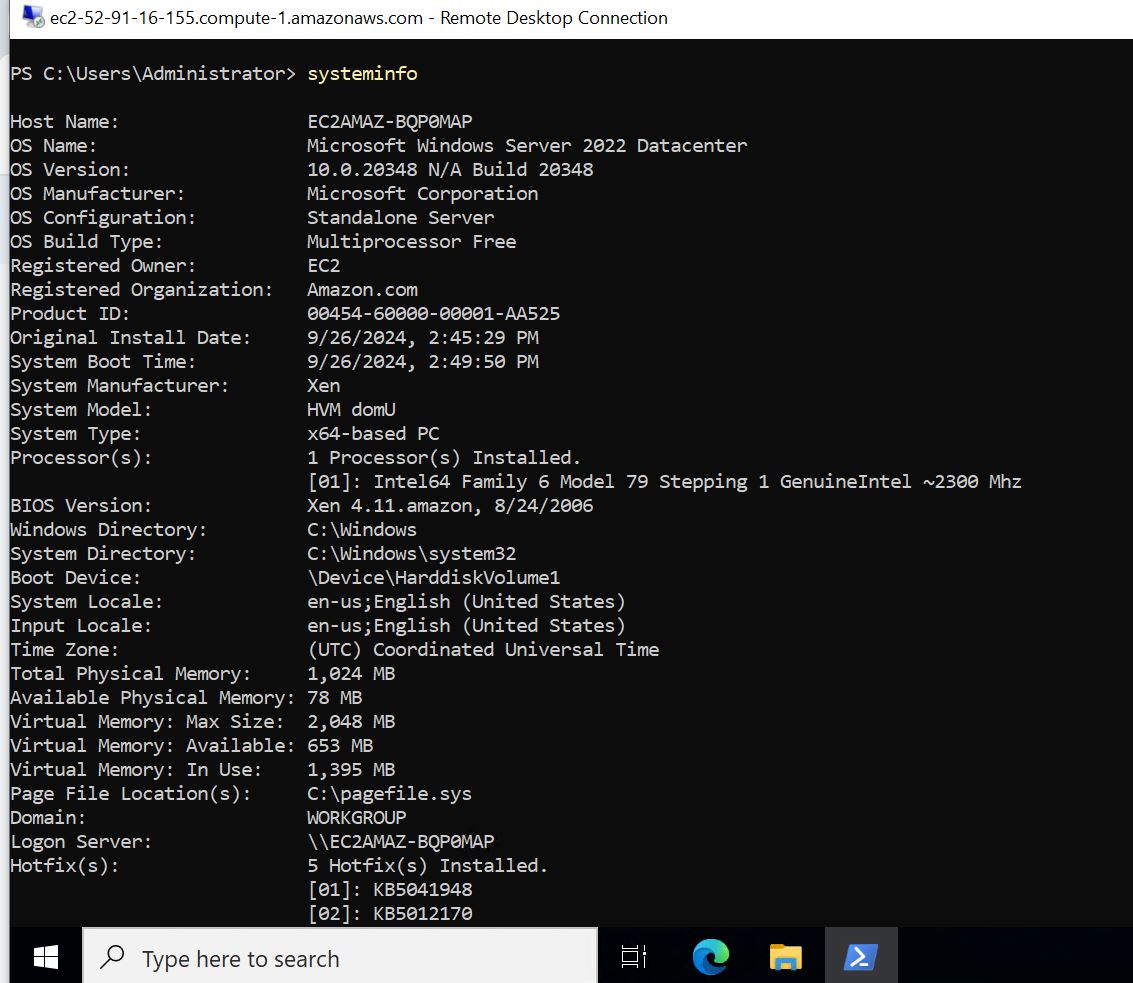 ec2-52-91-16-155.compute-1.amazonaws.com - Remote Desktop Connection
PS C:\Users\Administrator> systeminfo
Host Name: EC2AMAZ-BQP0MAP
OS Name: Microsoft Windows Server 2022 Datacenter
OS Version: 10.0.20348 N/A Build 20348
OS Manufacturer: Microsoft Corporation
OS Configuration: Standalone Server
OS Build Type: Multiprocessor Free
Registered Owner: EC2
Registered Organization: Amazon.com
Product ID: 00454-60000-00001-AA525
Original Install Date: 9/26/2024, 2:45:29 PM
System Boot Time: 9/26/2024, 2:49:50 PM
System Manufacturer: Xen
System Model: HVM domU
System Type: x64-based PC
Processor(s): 1 Processor(s) Installed.
[01]: Intel64 Family 6 Model 79 Stepping 1 GenuineIntel ~2300 Mhz
BIOS Version: Xen 4.11.amazon, 8/24/2006
Windows Directory: C:\Windows
System Directory: C:\Windows\system32
Boot Device: \Device\HarddiskVolume1
System Locale: en-us;English (United States)
Input Locale: en-us;English (United States)
Time Zone: (UTC) Coordinated Universal Time
Total Physical Memory: 1,024 MB
Available Physical Memory: 78 MB
Virtual Memory: Max Size: 2,048 MB
Virtual Memory: Available: 653 MB
Virtual Memory: In Use: 1,395 MB
Page File Location(s): C:\pagefile.sys
Domain: WORKGROUP
Logon Server: \\EC2AMAZ-BQP0MAP
Hotfix(s): 5 Hotfix(s) Installed.
[01]: KB5041948
[02]: KB5012170
Type here to search